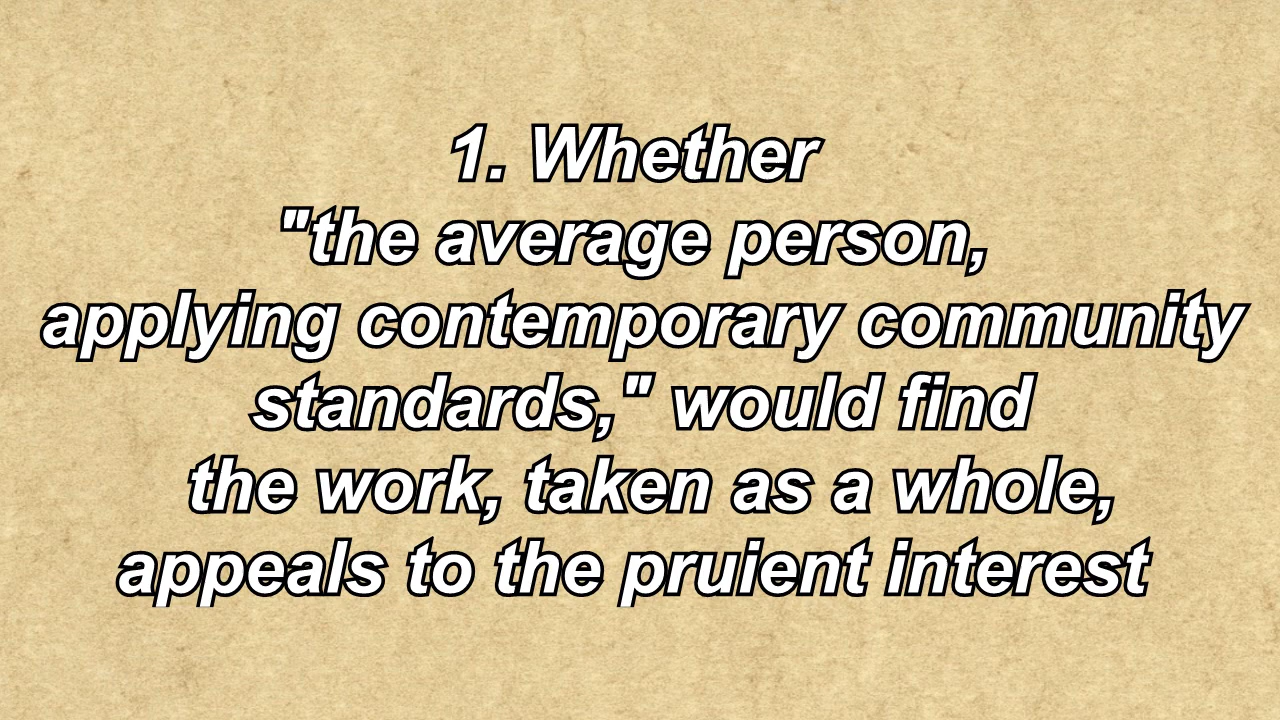 1. Whether
"the average person,
applying contemporary community
standards," would find
the work, taken as a whole,
appeals to the pruient interest